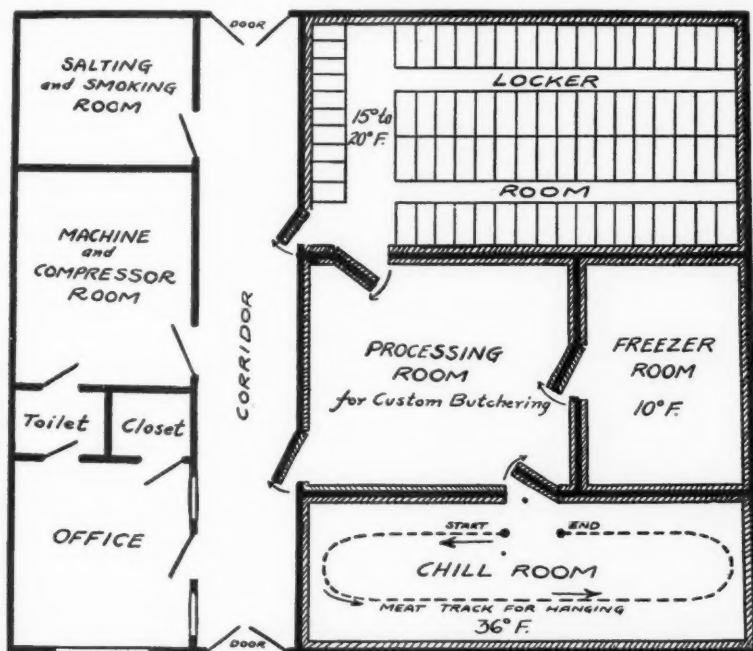 DOOR
SALTING
and SMOKING
ROOM
LOCKER
15° to
20° F.
ROOM
MACHINE
and
COMPRESSOR
ROOM
CORRIDOR
PROCESSING
ROOM
for Custom Butchering
FREEZER
ROOM
10° F.
Toilet
Closet
OFFICE
START
END
CHILL ROOM
MEAT TRACK FOR HANGING
36° F.
DOOR